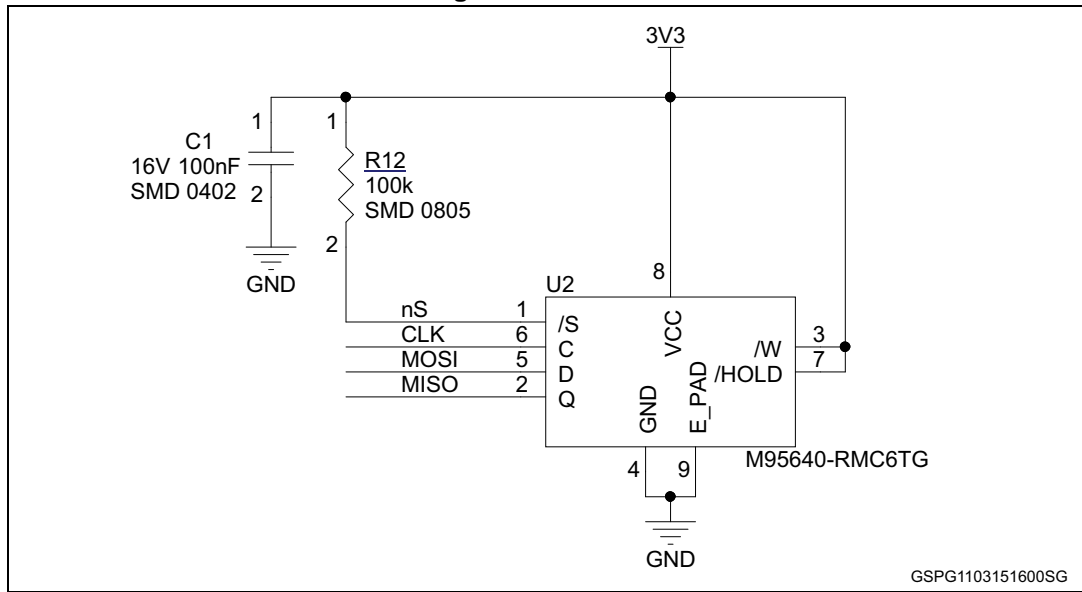 3V3
1
1
C1
16V 100nF
SMD 0402
2
R12
100k
SMD 0805
2
GND
8
U2
nS
1
/S
CLK
6
C
MOSI
5
D
MISO
2
Q
VCC
/W
3
/HOLD
7
GND
E_PAD
4
9
M95640-RMC6TG
GND
GSPG1103151600SG